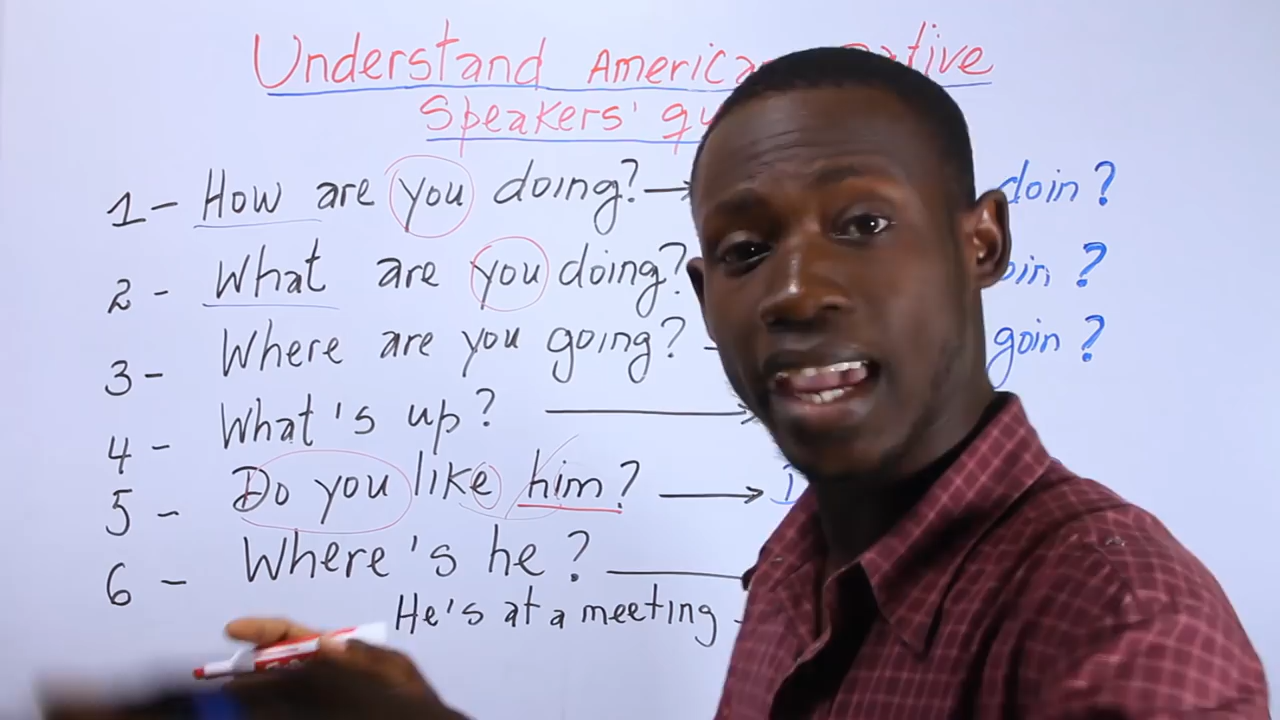 Understand American native
Speakers'
1 - How are you doing? → doin ?
2 - What are you doing? ?
3 - Where are you going? goin ?
4 - What's up? →
5 - Do you like him? →
6 - Where's he ?
He's at a meeting